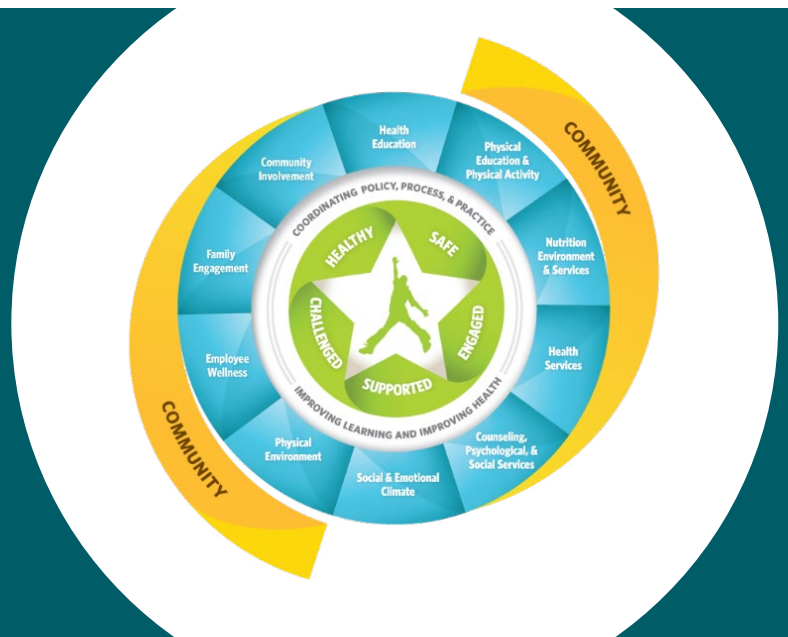 COMMUNITY
Health
Education
Physical
Education &
Physical Activity
Nutrition
Environment
& Services
Health
Services
Counseling,
Psychological, &
Social Services
Social & Emotional
Climate
Physical
Environment
Employee
Wellness
Family
Engagement
Community
Involvement
COORDINATING POLICY, PROCESS, & PRACTICE
IMPROVING LEARNING AND IMPROVING HEALTH
HEALTHY
SAFE
ENGAGED
SUPPORTED
CHALLENGED
COMMUNITY